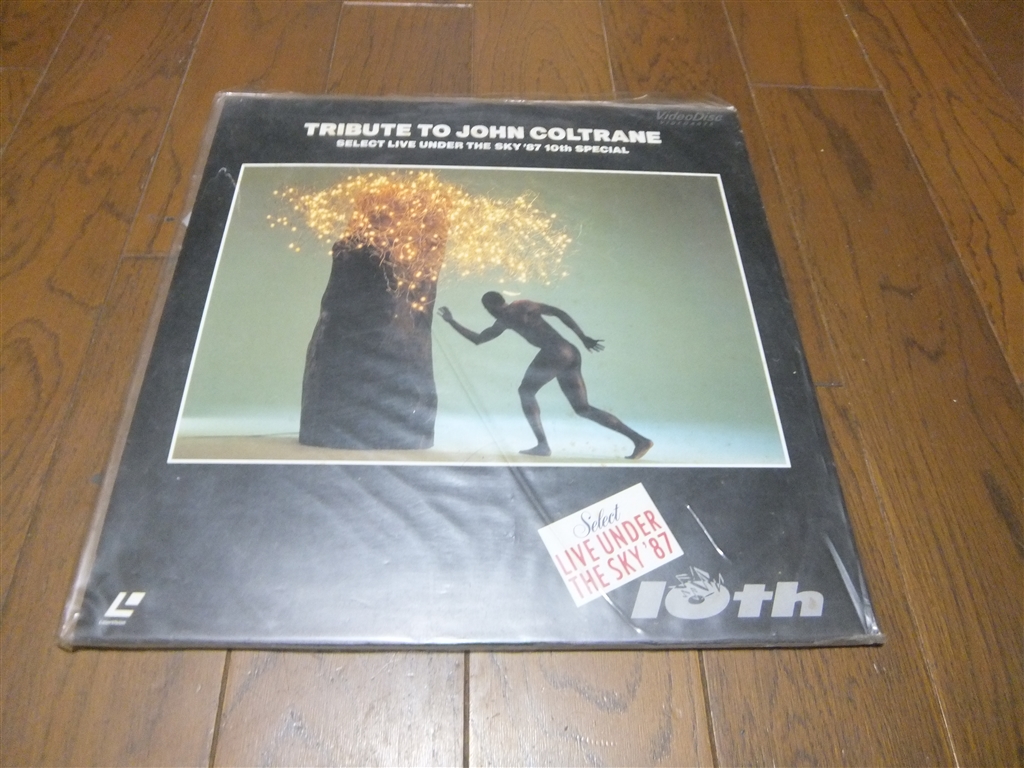 VideoDisc
TRIBUTE TO JOHN COLTRANE
SELECT LIVE UNDER THE SKY '87 10th SPECIAL
Select
LIVE UNDER
THE SKY '87
10th